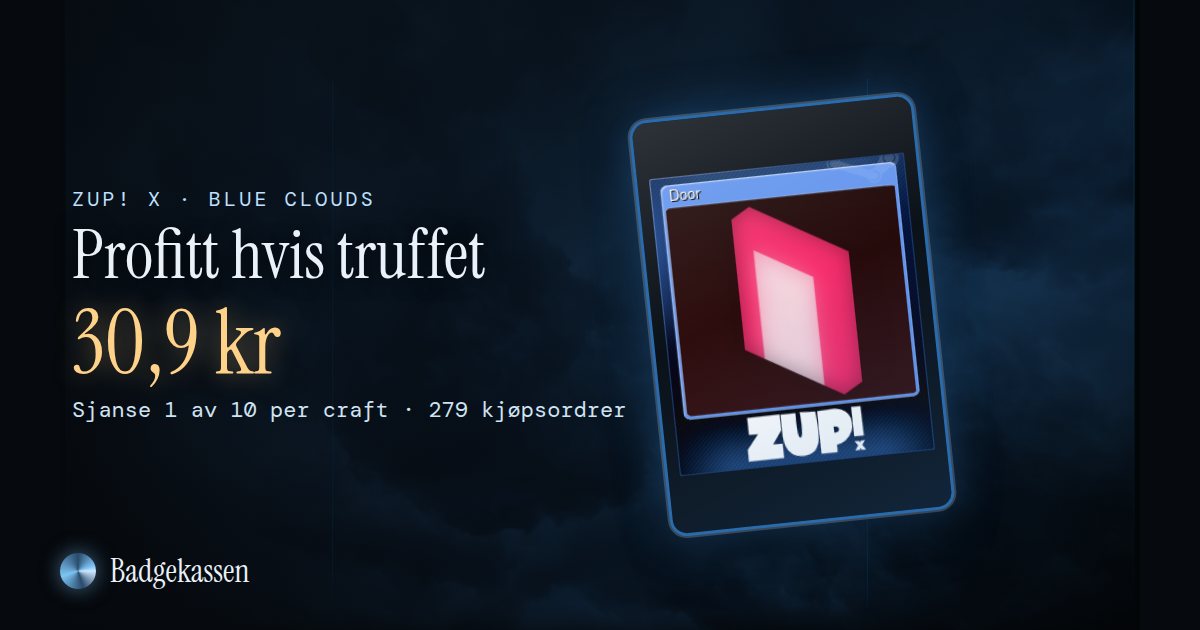 ZUP! X · BLUE CLOUDS
Profitt hvis truffet
30,9 kr
Sjanse 1 av 10 per craft · 279 kjøpsordrer
Door
ZUP!
x
Badgekassen